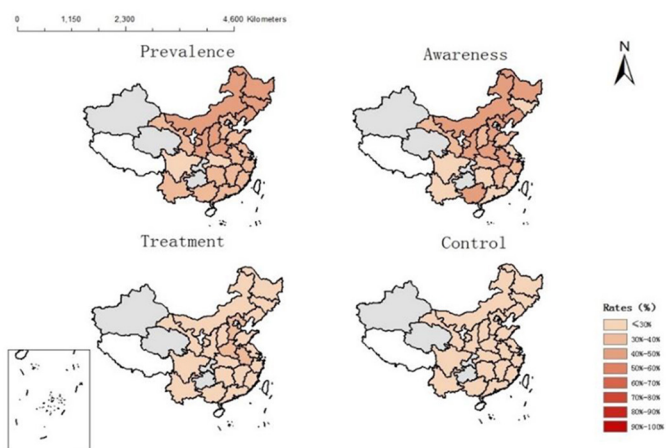 0 1,150 2,300 4,600 Kilometers
Prevalence
Awareness
N
Treatment
Control
Rates (%)
≤30%
30%-40%
40%-50%
50%-60%
60%-70%
70%-80%
80%-90%
90%-100%